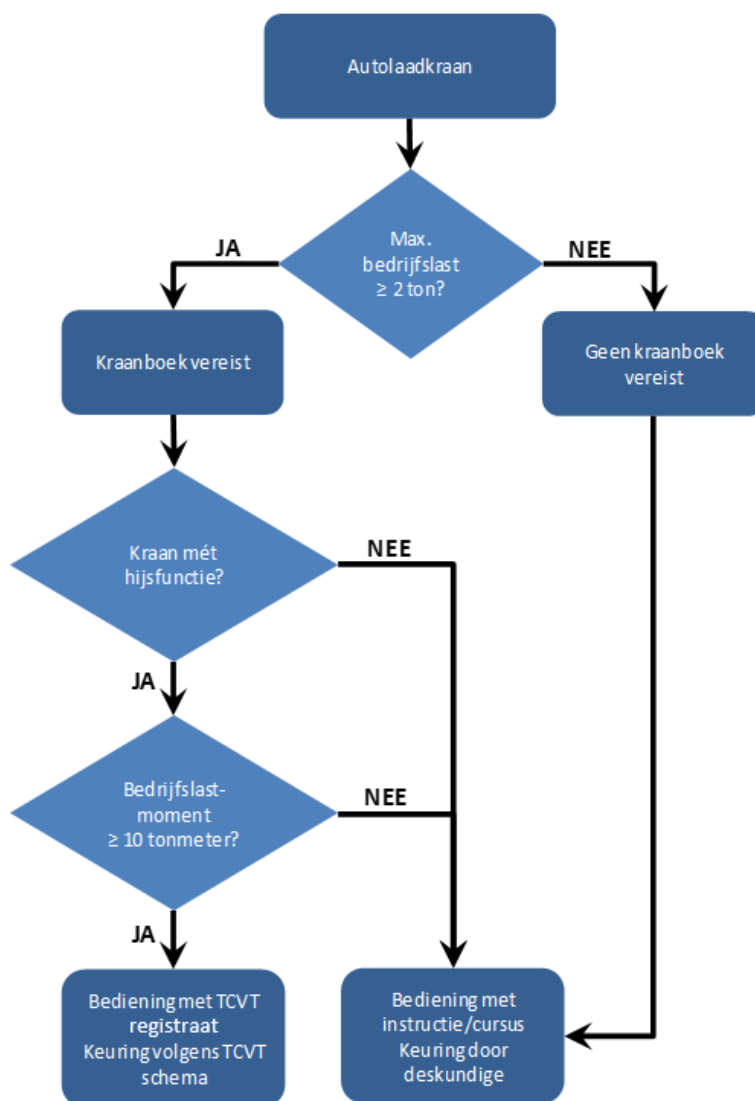 Autolaadkraan
Max.
bedrijfslast
≥ 2 ton?
JA
NEE
Kraanboek vereist
Geen kraanboek
vereist
Kraan mét
hijsfunctie?
NEE
JA
Bedrijfslast-
moment
≥ 10 tonmeter?
NEE
JA
Bediening met TCVT
registraat
Keuring volgens TCVT
schema
Bediening met
instructie/cursus
Keuring door
deskundige